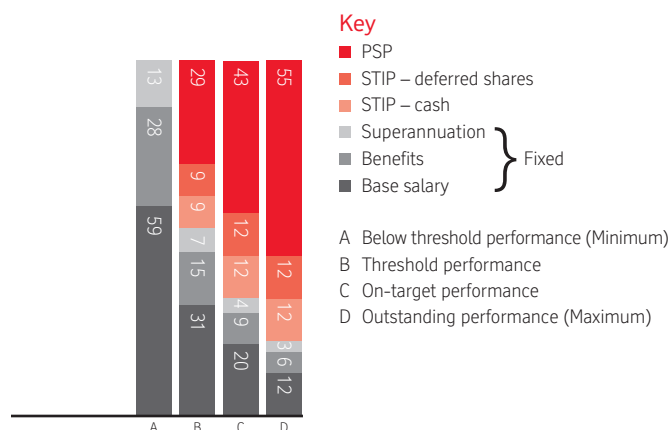 Key
PSP
STIP – deferred shares
STIP – cash
Superannuation
Benefits
Base salary
Fixed
A Below threshold performance (Minimum)
B Threshold performance
C On-target performance
D Outstanding performance (Maximum)
13
28
59
29
9
9
7
15
31
43
12
12
4
9
20
55
12
12
3
6
12
A B C D